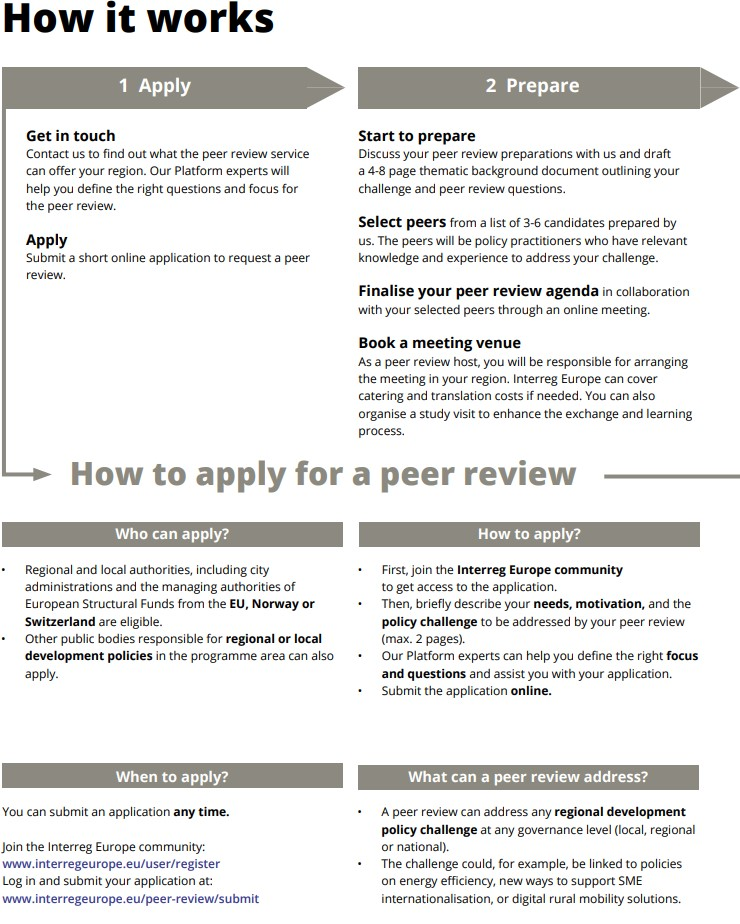 How it works
1 Apply
Get in touch
Contact us to find out what the peer review service
can offer your region. Our Platform experts will
help you define the right questions and focus for
the peer review.
Apply
Submit a short online application to request a peer
review.
2 Prepare
Start to prepare
Discuss your peer review preparations with us and draft
a 4-8 page thematic background document outlining your
challenge and peer review questions.
Select peers from a list of 3-6 candidates prepared by
us. The peers will be policy practitioners who have relevant
knowledge and experience to address your challenge.
Finalise your peer review agenda in collaboration
with your selected peers through an online meeting.
Book a meeting venue
As a peer review host, you will be responsible for arranging
the meeting in your region. Interreg Europe can cover
catering and translation costs if needed. You can also
organise a study visit to enhance the exchange and learning
process.
How to apply for a peer review
Who can apply?
• Regional and local authorities, including city
administrations and the managing authorities of
European Structural Funds from the EU, Norway or
Switzerland are eligible.
• Other public bodies responsible for regional or local
development policies in the programme area can also
apply.
How to apply?
• First, join the Interreg Europe community
to get access to the application.
• Then, briefly describe your needs, motivation, and the
policy challenge to be addressed by your peer review
(max. 2 pages).
• Our Platform experts can help you define the right focus
and questions and assist you with your application.
• Submit the application online.
When to apply?
You can submit an application any time.
Join the Interreg Europe community:
www.interregeurope.eu/user/register
Log in and submit your application at:
www.interregeurope.eu/peer-review/submit
What can a peer review address?
• A peer review can address any regional development
policy challenge at any governance level (local, regional
or national).
• The challenge could, for example, be linked to policies
on energy efficiency, new ways to support SME
internationalisation, or digital rural mobility solutions.